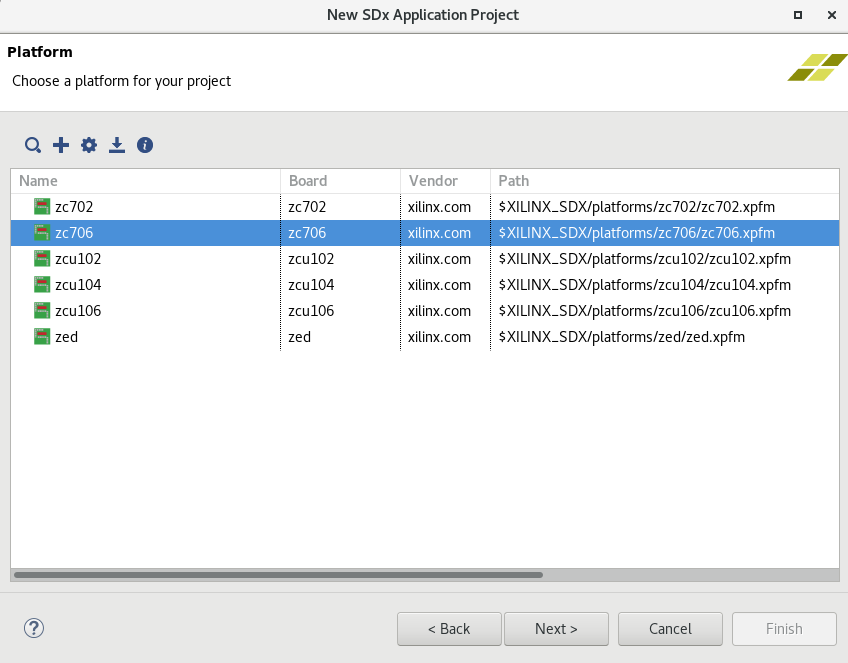 New SDx Application Project
Platform
Choose a platform for your project
Name Board Vendor Path
zc702 zc702 xilinx.com $XILINX_SDX/platforms/zc702/zc702.xpfm
zc706 zc706 xilinx.com $XILINX_SDX/platforms/zc706/zc706.xpfm
zcu102 zcu102 xilinx.com $XILINX_SDX/platforms/zcu102/zcu102.xpfm
zcu104 zcu104 xilinx.com $XILINX_SDX/platforms/zcu104/zcu104.xpfm
zcu106 zcu106 xilinx.com $XILINX_SDX/platforms/zcu106/zcu106.xpfm
zed zed xilinx.com $XILINX_SDX/platforms/zed/zed.xpfm
< Back Next > Cancel Finish